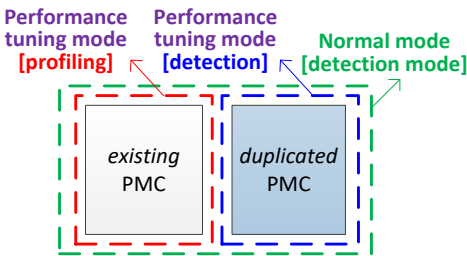 Performance
tuning mode
[profiling]
Performance
tuning mode
[detection]
Normal mode
[detection mode]
existing
PMC
duplicated
PMC